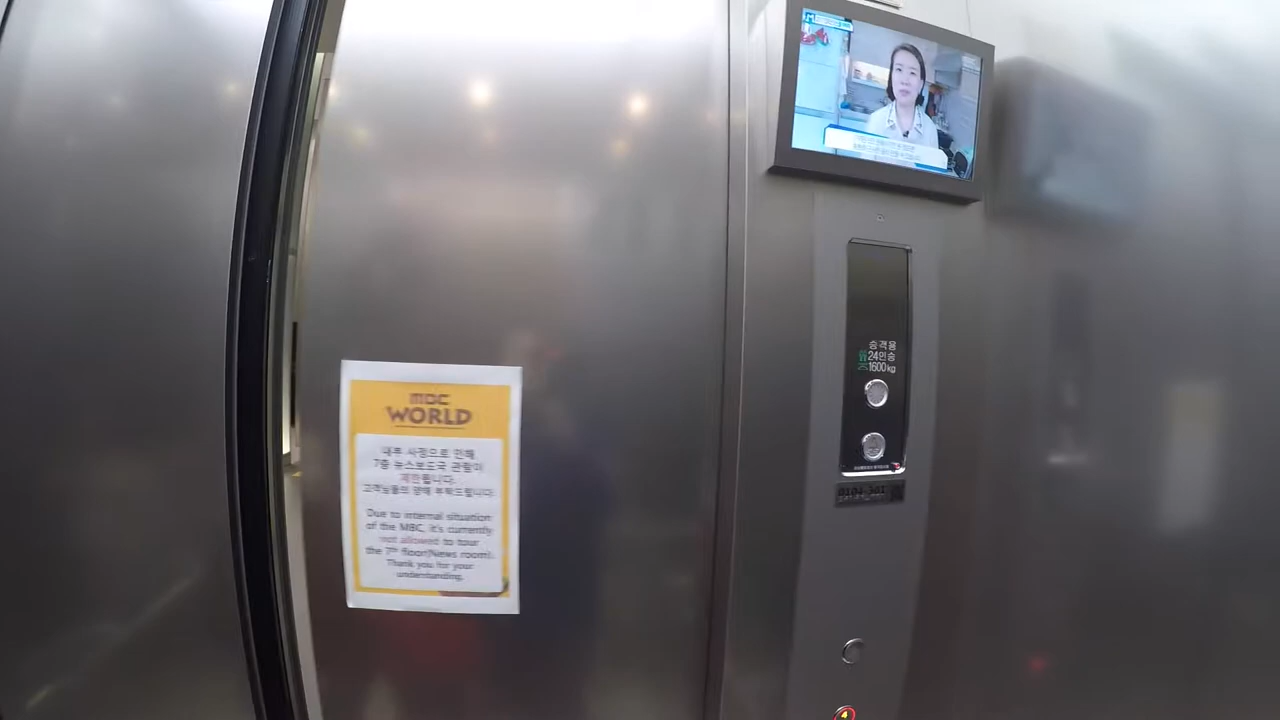 MBC
WORLD
내부 사정으로 인해,
7층 뉴스보도국 관람이
제한됩니다.
고객님들의 양해 부탁드립니다.
Due to internal situation
of the MBC, it's currently
not allowed to tour
the 7th floor(News room).
Thank you for your
understanding.
승격용
24인승
1600kg
4